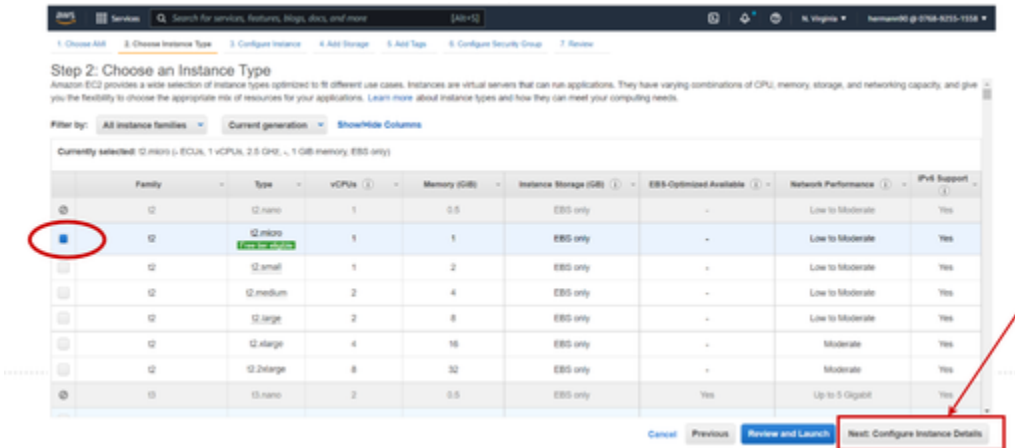 aws Services Search for services, features, blogs, docs, and more [Alt+S] N. Virginia
1. Choose AMI 2. Choose Instance Type 3. Configure Instance 4. Add Storage 5. Add Tags 6. Configure Security Group 7. Review
Step 2: Choose an Instance Type
Amazon EC2 provides a wide selection of instance types optimized to fit different use cases. Instances are virtual servers that can run applications. They have varying combinations of CPU, memory, storage, and networking capacity, and give
you the flexibility to choose the appropriate mix of resources for your applications. Learn more about instance types and how they can meet your computing needs.
Filter by: All instance families Current generation Show/Hide Columns
Currently selected: t2.micro (- ECUs, 1 vCPUs, 2.5 GHz, -, 1 GiB memory, EBS only)
Family Type vCPUs Memory (GiB) Instance Storage (GB) EBS-Optimized Available Network Performance IPv6 Support
t2 t2.nano 1 0.5 EBS only - Low to Moderate Yes
t2 t2.micro 1 1 EBS only - Low to Moderate Yes
Free tier eligible
t2 t2.small 1 2 EBS only - Low to Moderate Yes
t2 t2.medium 2 4 EBS only - Low to Moderate Yes
t2 t2.large 2 8 EBS only - Low to Moderate Yes
t2 t2.xlarge 4 16 EBS only - Moderate Yes
t2 t2.2xlarge 8 32 EBS only - Moderate Yes
t3 t3.nano 2 0.5 EBS only Yes Up to 5 Gigabit Yes
Cancel Previous Review and Launch Next: Configure Instance Details